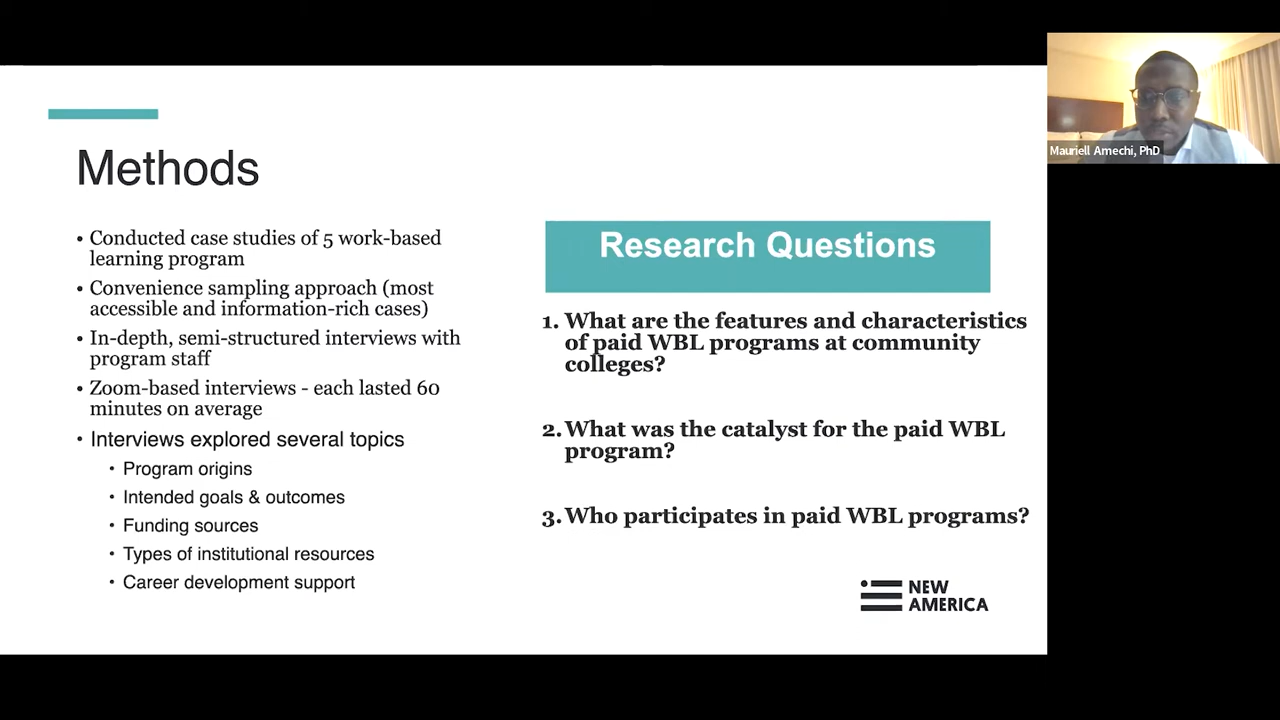 Methods
• Conducted case studies of 5 work-based
learning program
• Convenience sampling approach (most
accessible and information-rich cases)
• In-depth, semi-structured interviews with
program staff
• Zoom-based interviews - each lasted 60
minutes on average
• Interviews explored several topics
• Program origins
• Intended goals & outcomes
• Funding sources
• Types of institutional resources
• Career development support
Research Questions
1. What are the features and characteristics
of paid WBL programs at community
colleges?
2. What was the catalyst for the paid WBL
program?
3. Who participates in paid WBL programs?
NEW
AMERICA
Mauriell Amechi, PhD